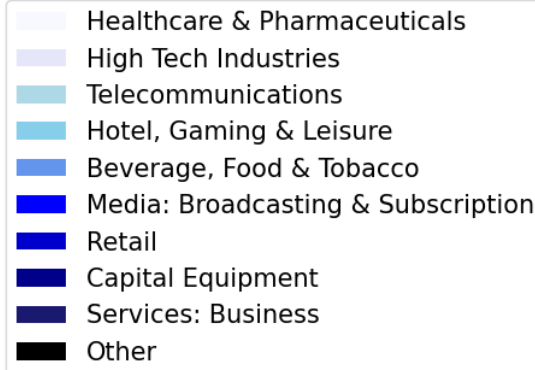 Healthcare & Pharmaceuticals
High Tech Industries
Telecommunications
Hotel, Gaming & Leisure
Beverage, Food & Tobacco
Media: Broadcasting & Subscription
Retail
Capital Equipment
Services: Business
Other